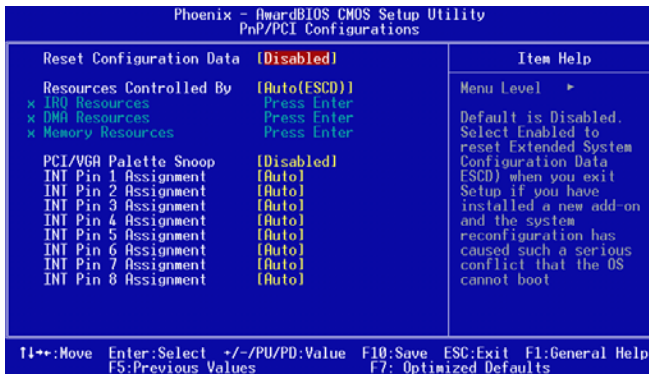 Phoenix - AwardBIOS CMOS Setup Utility
PnP/PCI Configurations
Reset Configuration Data [Disabled]
Resources Controlled By [Auto(ESCD)]
x IRQ Resources Press Enter
x DMA Resources Press Enter
x Memory Resources Press Enter
PCI/VGA Palette Snoop [Disabled]
INT Pin 1 Assignment [Auto]
INT Pin 2 Assignment [Auto]
INT Pin 3 Assignment [Auto]
INT Pin 4 Assignment [Auto]
INT Pin 5 Assignment [Auto]
INT Pin 6 Assignment [Auto]
INT Pin 7 Assignment [Auto]
INT Pin 8 Assignment [Auto]
Item Help
Menu Level ►
Default is Disabled.
Select Enabled to
reset Extended System
Configuration Data
ESCD) when you exit
Setup if you have
installed a new add-on
and the system
reconfiguration has
caused such a serious
conflict that the OS
cannot boot
↑↓→←:Move Enter:Select +/-/PU/PD:Value F10:Save ESC:Exit F1:General Help
F5:Previous Values F7: Optimized Defaults